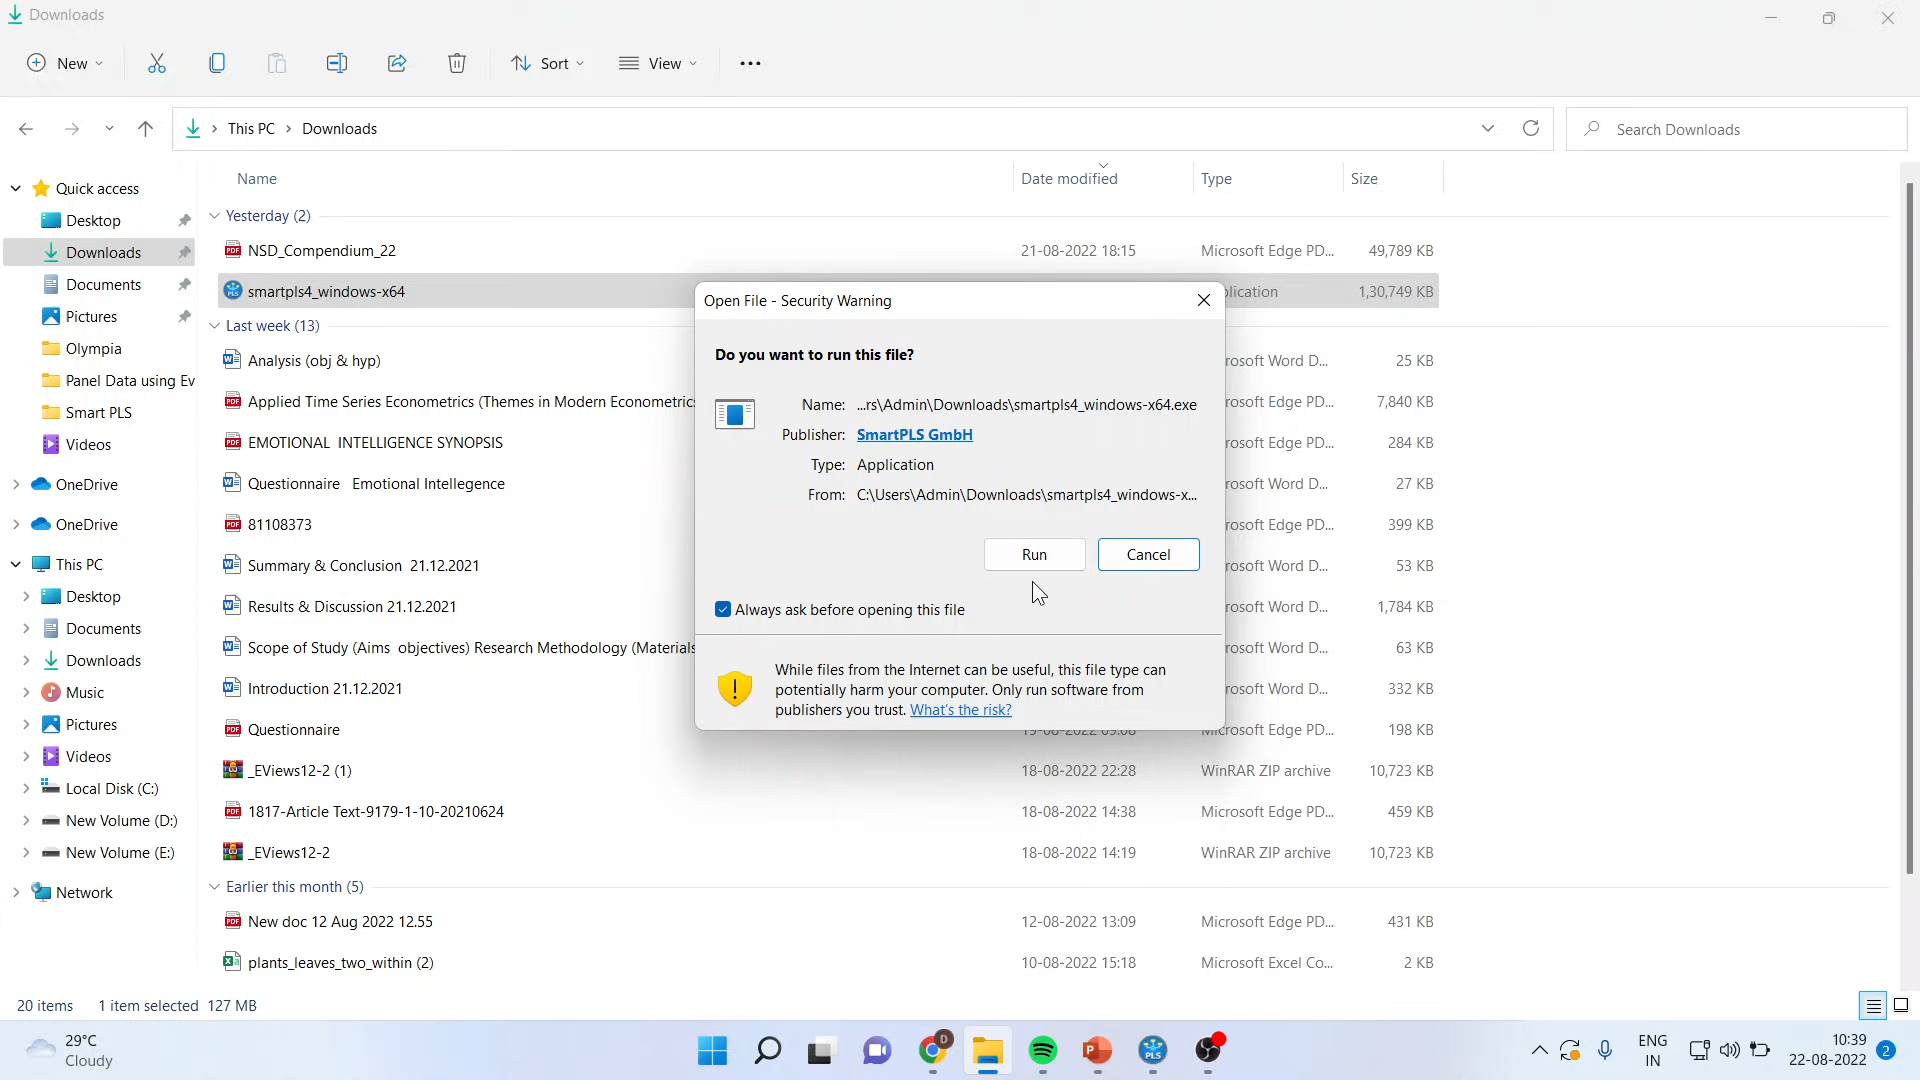 Downloads
New
Sort
View
This PC > Downloads
Search Downloads
Name
Date modified
Type
Size
Quick access
Desktop
Downloads
Documents
Pictures
Olympia
Panel Data using Ev
Smart PLS
Videos
OneDrive
OneDrive
This PC
Desktop
Documents
Downloads
Music
Pictures
Videos
Local Disk (C:)
New Volume (D:)
New Volume (E:)
Network
Yesterday (2)
NSD_Compendium_22 21-08-2022 18:15 Microsoft Edge PD... 49,789 KB
smartpls4_windows-x64 plication 1,30,749 KB
Last week (13)
Analysis (obj & hyp) rosoft Word D... 25 KB
Applied Time Series Econometrics (Themes in Modern Econometrics rosoft Edge PD... 7,840 KB
EMOTIONAL INTELLIGENCE SYNOPSIS rosoft Edge PD... 284 KB
Questionnaire Emotional Intellegence rosoft Word D... 27 KB
81108373 rosoft Edge PD... 399 KB
Summary & Conclusion 21.12.2021 rosoft Word D... 53 KB
Results & Discussion 21.12.2021 rosoft Word D... 1,784 KB
Scope of Study (Aims objectives) Research Methodology (Materials rosoft Word D... 63 KB
Introduction 21.12.2021 rosoft Word D... 332 KB
Questionnaire 19-08-2022 09:08 Microsoft Edge PD... 198 KB
_EViews12-2 (1) 18-08-2022 22:28 WinRAR ZIP archive 10,723 KB
1817-Article Text-9179-1-10-20210624 18-08-2022 14:38 Microsoft Edge PD... 459 KB
_EViews12-2 18-08-2022 14:19 WinRAR ZIP archive 10,723 KB
Earlier this month (5)
New doc 12 Aug 2022 12.55 12-08-2022 13:09 Microsoft Edge PD... 431 KB
plants_leaves_two_within (2) 10-08-2022 15:18 Microsoft Excel Co... 2 KB
Open File - Security Warning
Do you want to run this file?
Name: ...rs\Admin\Downloads\smartpls4_windows-x64.exe
Publisher: SmartPLS GmbH
Type: Application
From: C:\Users\Admin\Downloads\smartpls4_windows-x...
Run
Cancel
Always ask before opening this file
While files from the Internet can be useful, this file type can
potentially harm your computer. Only run software from
publishers you trust. What's the risk?
20 items 1 item selected 127 MB
29°C
Cloudy
D
PLS
ENG
IN
10:39
22-08-2022
2